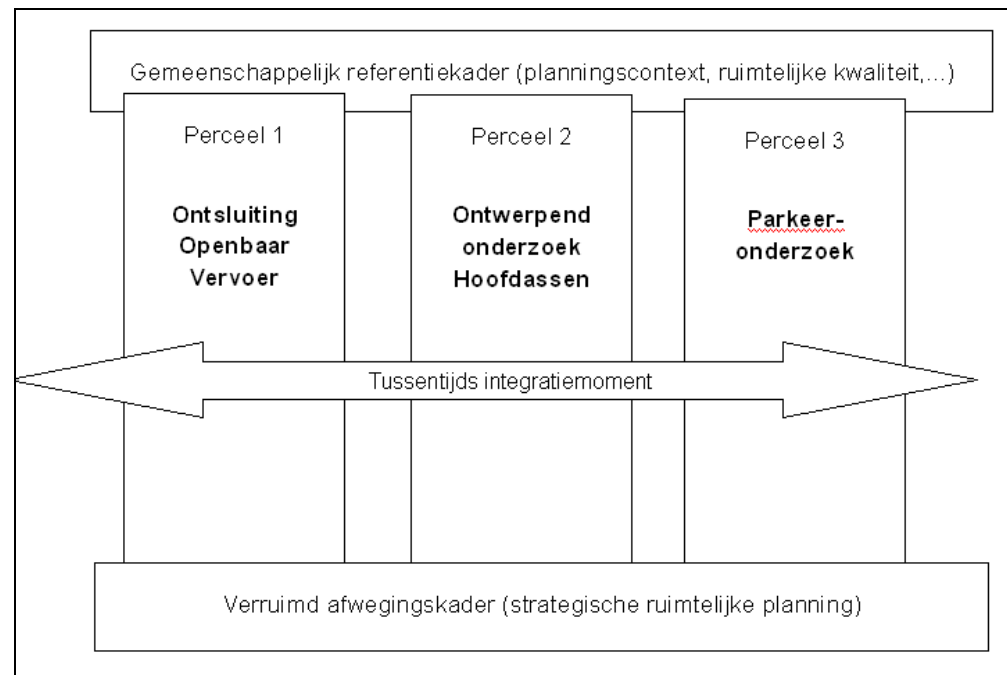 Gemeenschappelijk referentiekader (planningscontext, ruimtelijke kwaliteit,...)
Perceel 1
Ontsluiting
Openbaar
Vervoer
Perceel 2
Ontwerpend
onderzoek
Hoofdassen
Perceel 3
Parkeer-
onderzoek
Tussentijds integratiemoment
Verruimd afwegingskader (strategische ruimtelijke planning)